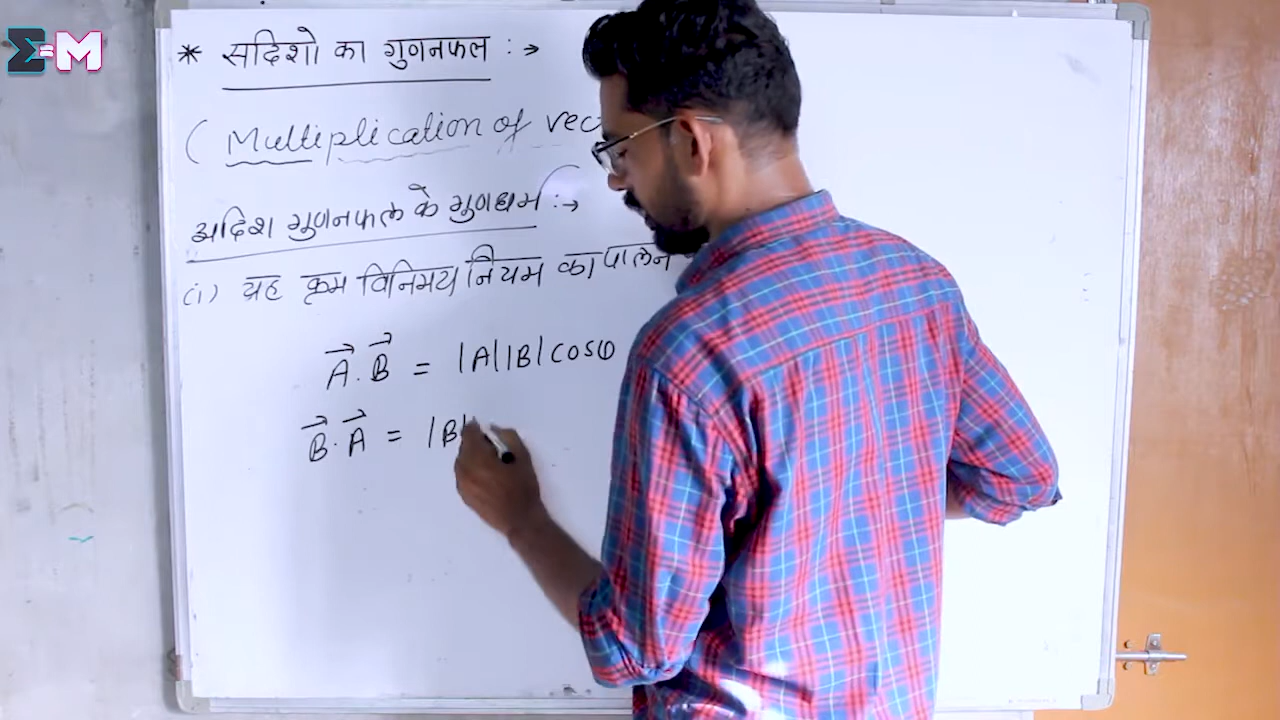 Σ=M
* सदिशो का गुणनफल :→
( Multiplication of vec
अदिश गुणनफल के गुणधर्म :→
(i) यह क्रम विनिमय नियम का पालन
A⃗ . B⃗ = |A| |B| cosθ
B⃗ . A⃗ = |B|